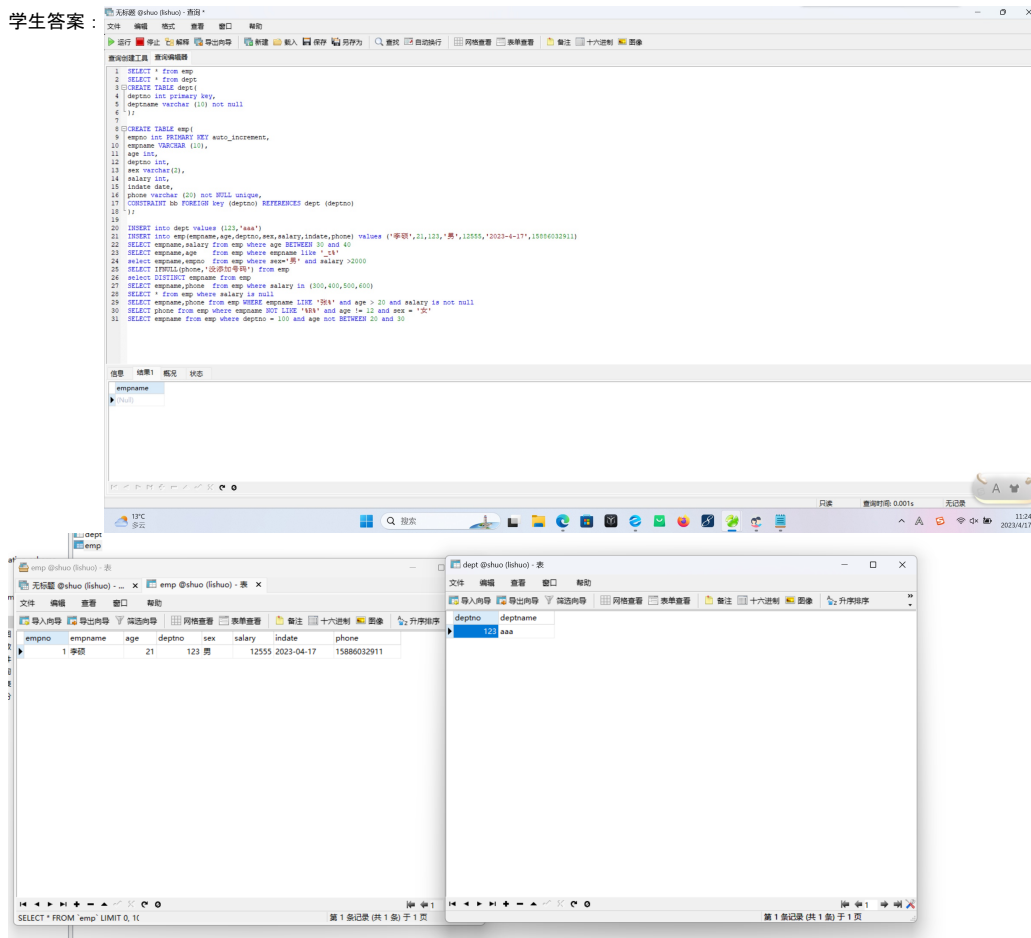 学生答案：
无标题 @shuo (lishuo) - 查询 *
文件 编辑 格式 查看 窗口 帮助
运行 停止 解释 导出向导 新建 载入 保存 另存为 查找 自动换行 网格查看 表单查看 备注 十六进制 图像
查询创建工具 查询编辑器
1 SELECT * from emp
2 SELECT * from dept
3 CREATE TABLE dept(
4 deptno int primary key,
5 deptname varchar (10) not null
6 );
7
8 CREATE TABLE emp(
9 empno int PRIMARY KEY auto_increment,
10 empname VARCHAR (10),
11 age int,
12 deptno int,
13 sex varchar(2),
14 salary int,
15 indate date,
16 phone varchar (20) not NULL unique,
17 CONSTRAINT bb FOREIGN key (deptno) REFERENCES dept (deptno)
18 );
19
20 INSERT into dept values (123,'aaa')
21 INSERT into emp(empname,age,deptno,sex,salary,indate,phone) values ('李硕',21,123,'男',12555,'2023-4-17',15886032911)
22 SELECT empname,salary from emp where age BETWEEN 30 and 40
23 SELECT empname,age from emp where empname like '_t%'
24 select empname,empno from emp where sex='男' and salary >2000
25 SELECT IFNULL(phone,'没添加号码') from emp
26 select DISTINCT empname from emp
27 SELECT empname,phone from emp where salary in (300,400,500,600)
28 SELECT * from emp where salary is null
29 SELECT empname,phone from emp WHERE empname LIKE '张%' and age > 20 and salary is not null
30 SELECT phone from emp where empname NOT LIKE '%R%' and age != 12 and sex = '女'
31 SELECT empname from emp where deptno = 100 and age not BETWEEN 20 and 30
信息 结果1 概况 状态
empname
(Null)
只读 查询时间: 0.001s 无记录
A
13°C
多云
搜索
11:24
2023/4/17
dept
emp
emp @shuo (lishuo) - 表
无标题 @shuo (lishuo) - ... emp @shuo (lishuo) - 表
文件 编辑 查看 窗口 帮助
导入向导 导出向导 筛选向导 网格查看 表单查看 备注 十六进制 图像 升序排序
empno empname age deptno sex salary indate phone
1 李硕 21 123 男 12555 2023-04-17 15886032911
SELECT * FROM `emp` LIMIT 0, 1( 第 1 条记录 (共 1 条) 于 1 页
dept @shuo (lishuo) - 表
文件 编辑 查看 窗口 帮助
导入向导 导出向导 筛选向导 网格查看 表单查看 备注 十六进制 图像 升序排序
deptno deptname
123 aaa
1
第 1 条记录 (共 1 条) 于 1 页